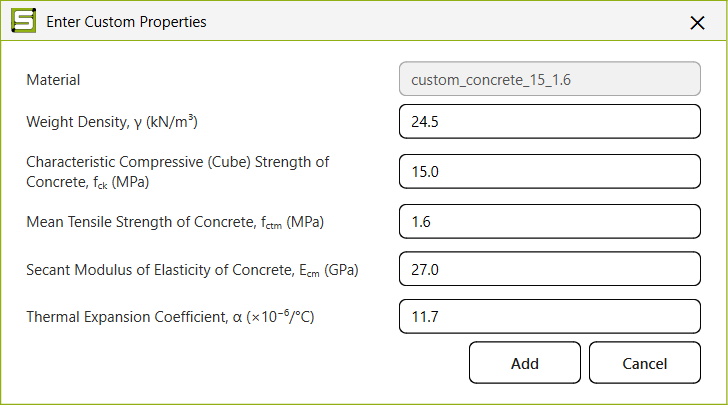 Enter Custom Properties
Material
custom_concrete_15_1.6
Weight Density, γ (kN/m³)
24.5
Characteristic Compressive (Cube) Strength of
Concrete, fck (MPa)
15.0
Mean Tensile Strength of Concrete, fctm (MPa)
1.6
Secant Modulus of Elasticity of Concrete, Ecm (GPa)
27.0
Thermal Expansion Coefficient, α (×10⁻⁶/°C)
11.7
Add
Cancel